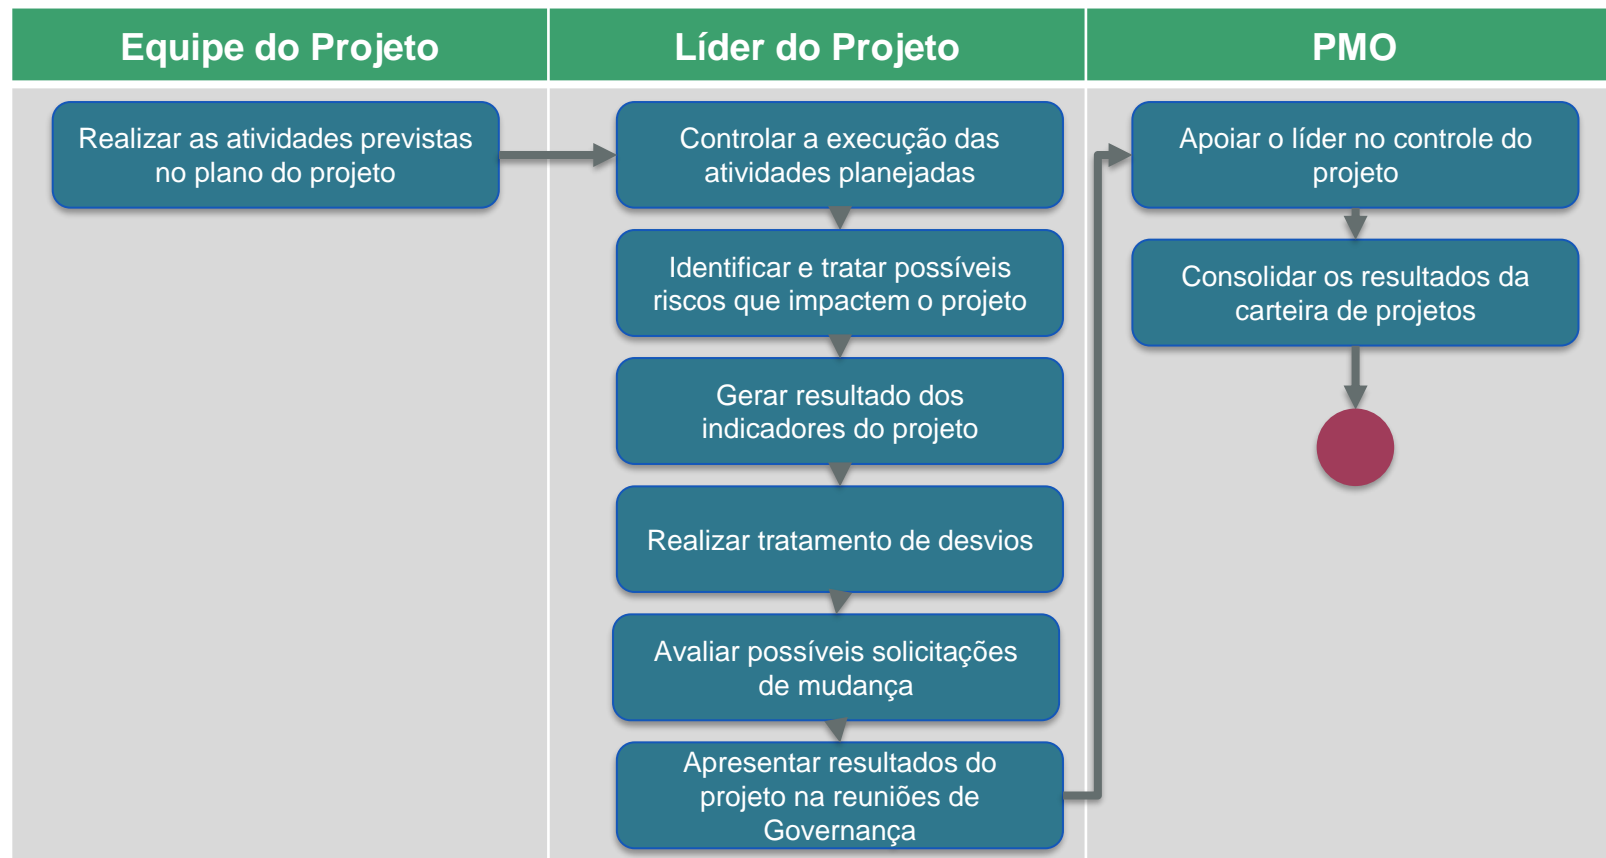 Equipe do Projeto
Líder do Projeto
PMO
Realizar as atividades previstas
no plano do projeto
Controlar a execução das
atividades planejadas
Identificar e tratar possíveis
riscos que impactem o projeto
Gerar resultado dos
indicadores do projeto
Realizar tratamento de desvios
Avaliar possíveis solicitações
de mudança
Apresentar resultados do
projeto na reuniões de
Governança
Apoiar o líder no controle do
projeto
Consolidar os resultados da
carteira de projetos